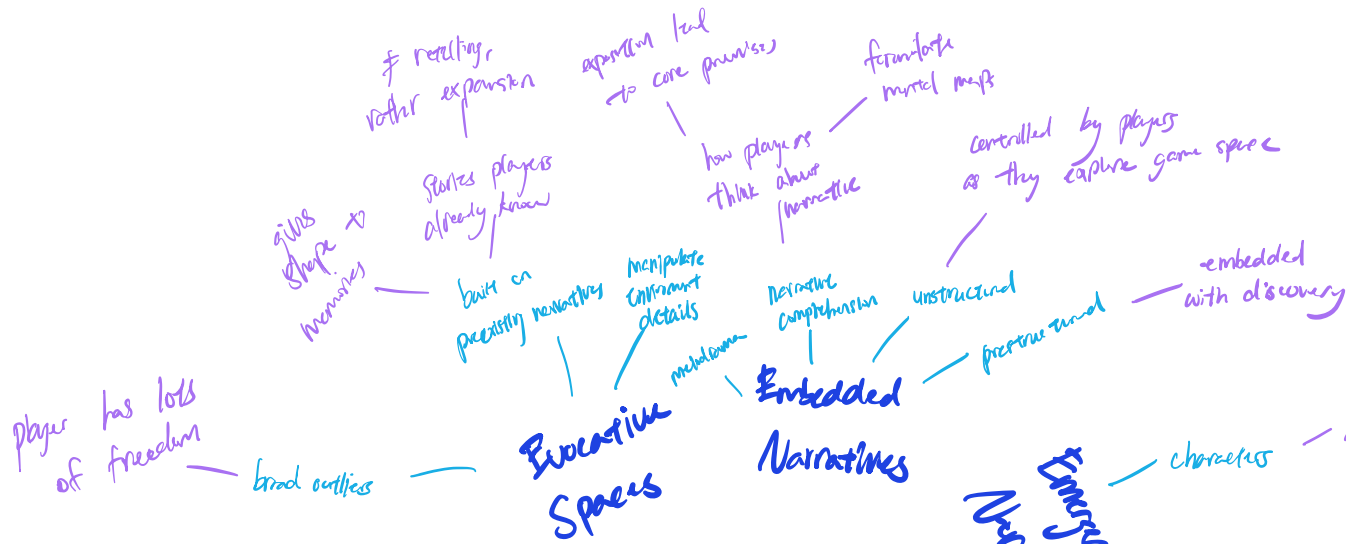 ≠ retelling,
rather expansion
to core premises,
formulate
mental maps
how players
think about
narrative
controlled by players
as they explore game space
stories players
already know
gives
shape to
memories
built on
preexisting narratives
manipulate
environment
details
narrative
comprehension
unstructured
prestructured
embedded
with discovery
melodrama
Embedded
Narratives
Evocative
Spaces
player has lots
of freedom
broad outlines
characters